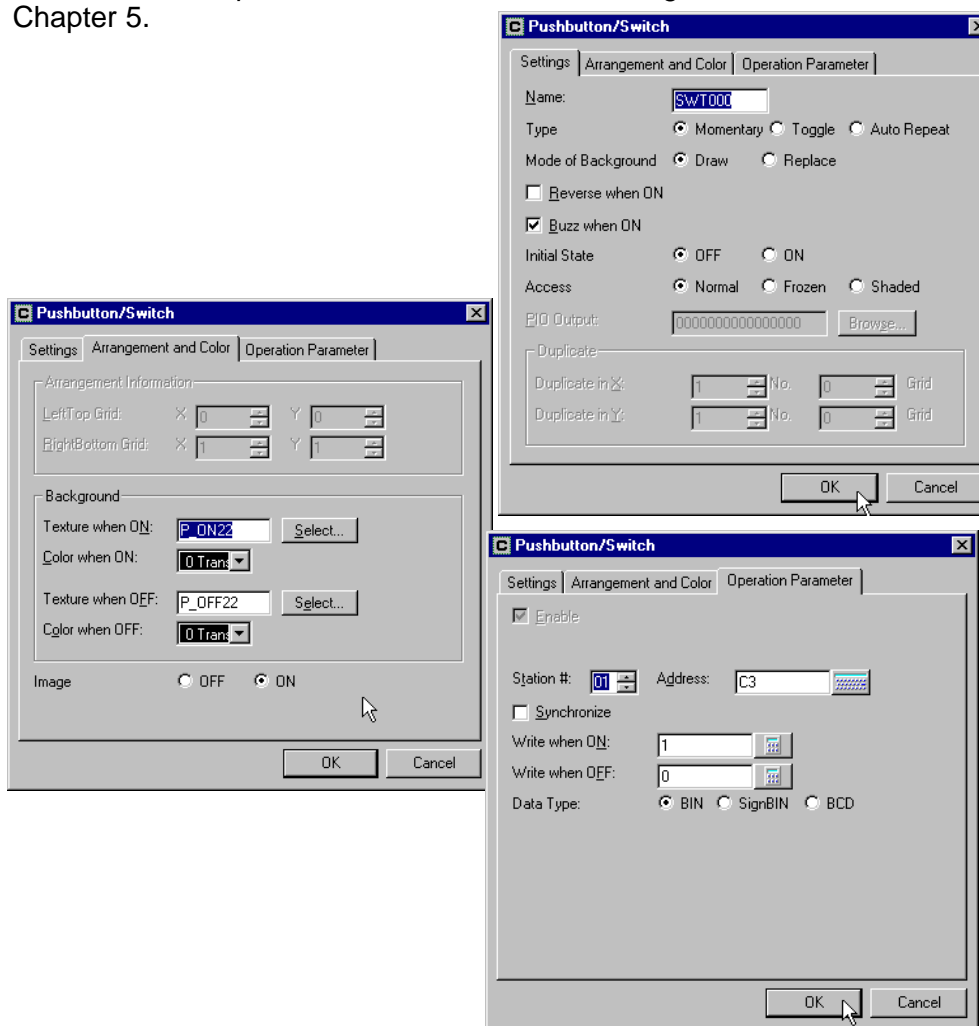 Chapter 5.
Pushbutton/Switch
Settings Arrangement and Color Operation Parameter
Name: SWT000
Type Momentary Toggle Auto Repeat
Mode of Background Draw Replace
Reverse when ON
Buzz when ON
Initial State OFF ON
Access Normal Frozen Shaded
PIO Output: 0000000000000000 Browse...
Duplicate
Duplicate in X: 1 No. 0 Grid
Duplicate in Y: 1 No. 0 Grid
OK Cancel
Pushbutton/Switch
Settings Arrangement and Color Operation Parameter
Arrangement Information
LeftTop Grid: X 0 Y 0
RightBottom Grid: X 1 Y 1
Background
Texture when ON: P_ON22 Select...
Color when ON: 0 Trans
Texture when OFF: P_OFF22 Select...
Color when OFF: 0 Trans
Image OFF ON
OK Cancel
Pushbutton/Switch
Settings Arrangement and Color Operation Parameter
Enable
Station #: 01 Address: C3
Synchronize
Write when ON: 1
Write when OFF: 0
Data Type: BIN SignBIN BCD
OK Cancel